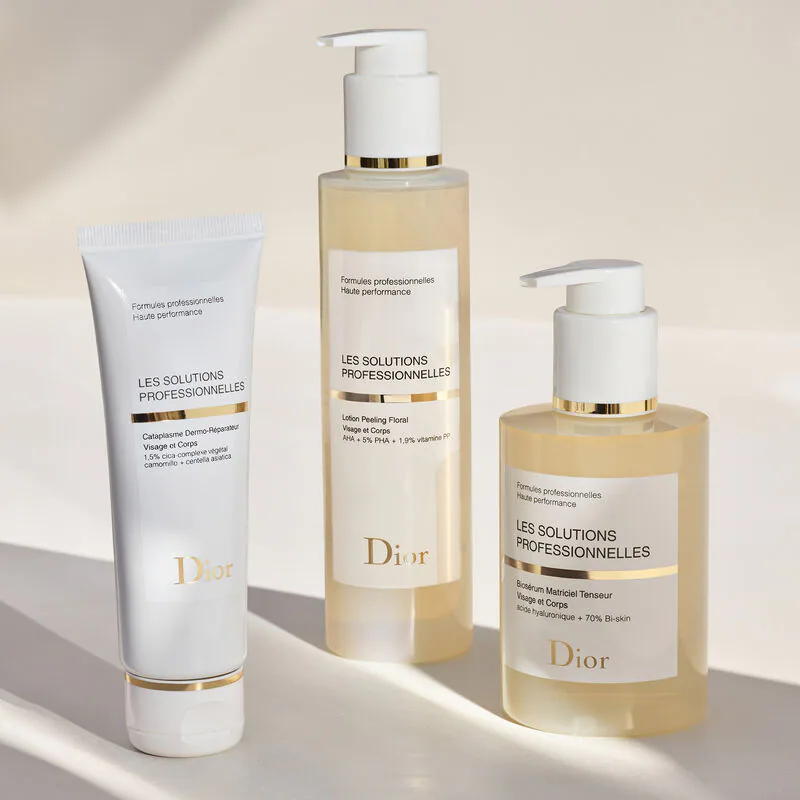 Formules professionnelles
Haute performance
LES SOLUTIONS
PROFESSIONNELLES
Cataplasme Dermo-Réparateur
Visage et Corps
1,5% cica-complexe végétal
camomille + centella asiatica
Dior
Formules professionnelles
Haute performance
LES SOLUTIONS
PROFESSIONNELLES
Lotion Peeling Floral
Visage et Corps
AHA + 5% PHA + 1,9% vitamine PP
Dior
Formules professionnelles
Haute performance
LES SOLUTIONS
PROFESSIONNELLES
Biosérum Matriciel Tenseur
Visage et Corps
acide hyaluronique + 70% Bi-skin
Dior